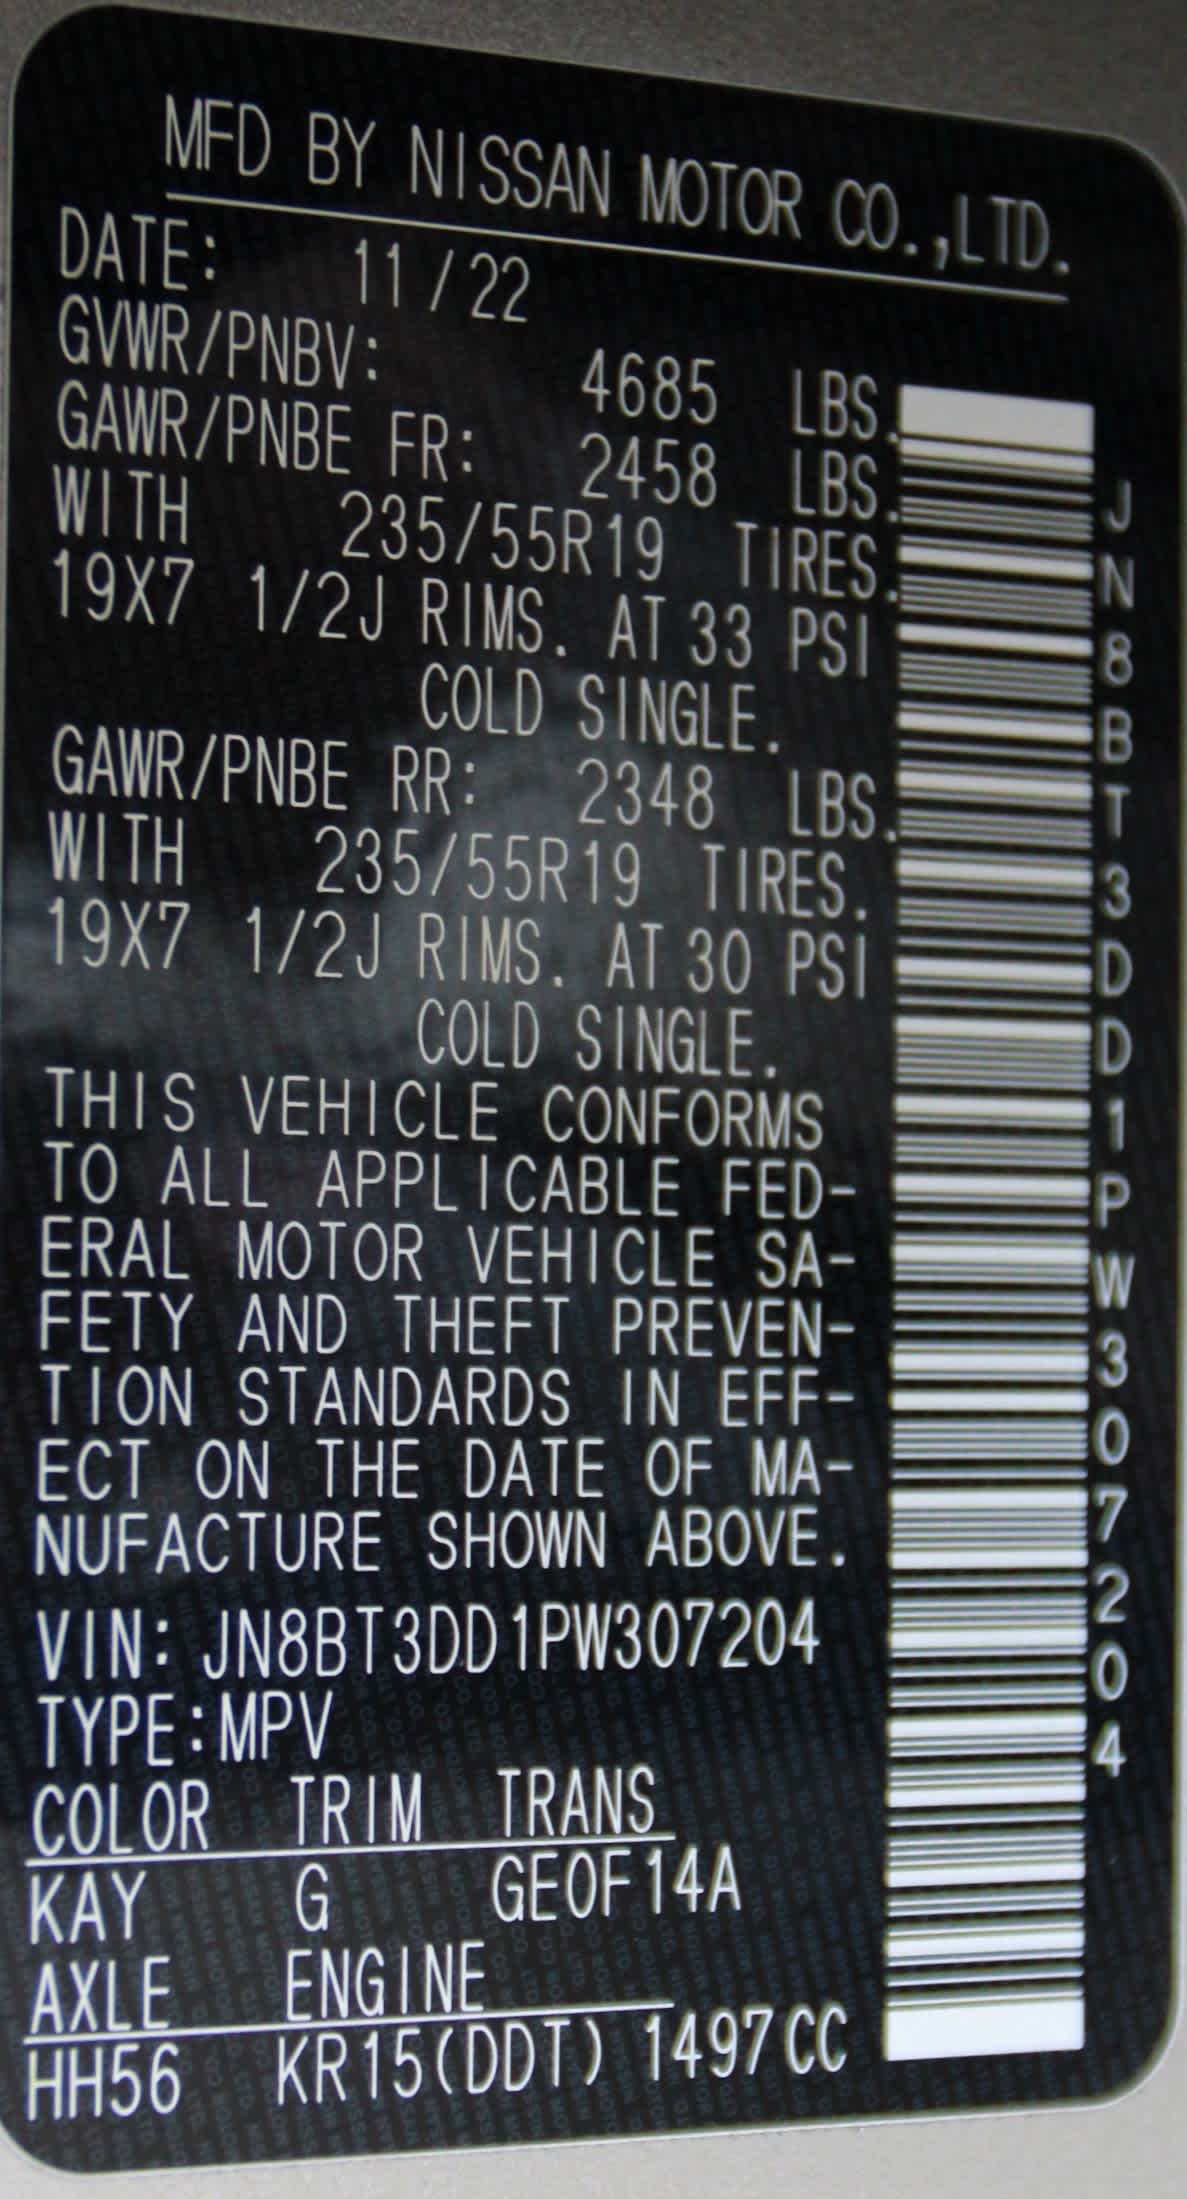 MFD BY NISSAN MOTOR CO.,LTD.
DATE: 11/22
GVWR/PNBV: 4685 LBS.
GAWR/PNBE FR: 2458 LBS.
WITH 235/55R19 TIRES.
19X7 1/2J RIMS. AT 33 PSI
COLD SINGLE.
GAWR/PNBE RR: 2348 LBS.
WITH 235/55R19 TIRES.
19X7 1/2J RIMS. AT 30 PSI
COLD SINGLE.
THIS VEHICLE CONFORMS
TO ALL APPLICABLE FED-
ERAL MOTOR VEHICLE SA-
FETY AND THEFT PREVEN-
TION STANDARDS IN EFF-
ECT ON THE DATE OF MA-
NUFACTURE SHOWN ABOVE.
VIN: JN8BT3DD1PW307204
TYPE:MPV
COLOR TRIM TRANS
KAY G GE0F14A
AXLE ENGINE
HH56 KR15(DDT) 1497CC
JN8BT3DD1PW307204